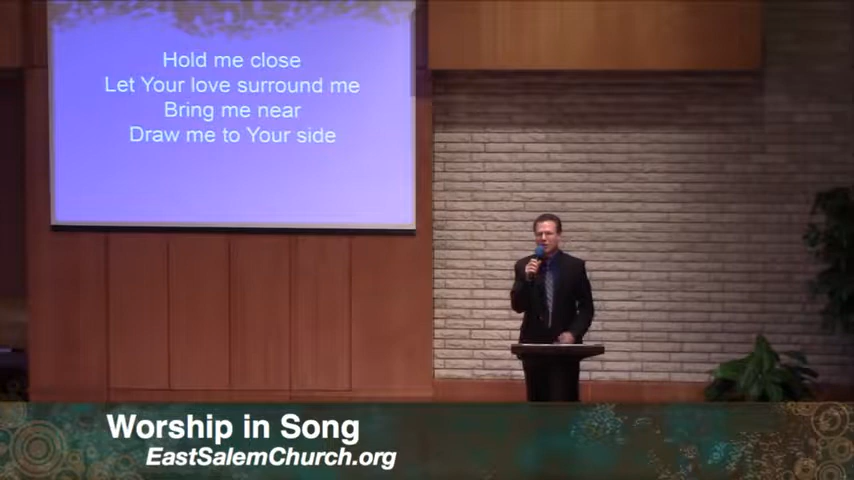 Hold me close
Let Your love surround me
Bring me near
Draw me to Your side
Worship in Song
EastSalemChurch.org